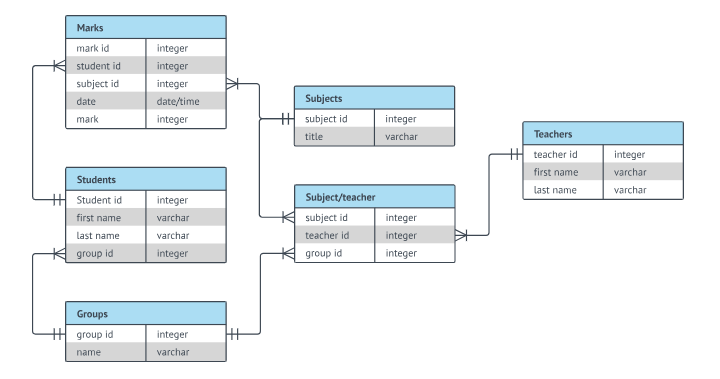 Marks
mark id integer
student id integer
subject id integer
date date/time
mark integer
Subjects
subject id integer
title varchar
Teachers
teacher id integer
first name varchar
last name varchar
Students
Student id integer
first name varchar
last name varchar
group id integer
Subject/teacher
subject id integer
teacher id integer
group id integer
Groups
group id integer
name varchar